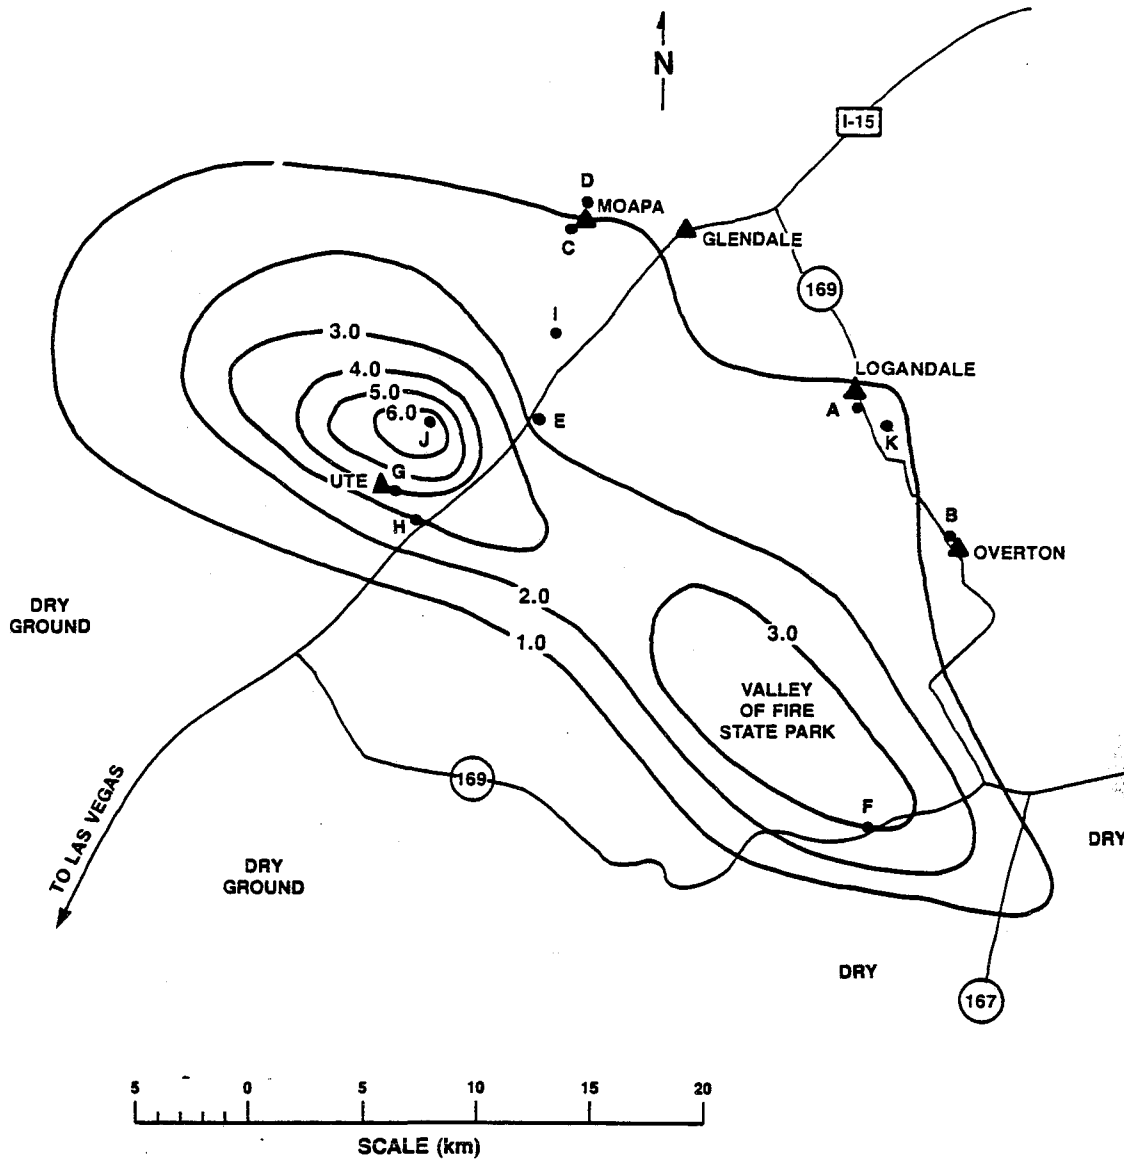 N
I-15
D
MOAPA
C
GLENDALE
169
I
3.0
LOGANDALE
4.0
5.0
6.0
A
E
J
K
G
UTE
B
H
OVERTON
2.0
DRY
GROUND
3.0
1.0
VALLEY
OF FIRE
STATE PARK
169
F
TO LAS VEGAS
DRY
DRY
GROUND
DRY
167
5 0 5 10 15 20
SCALE (km)